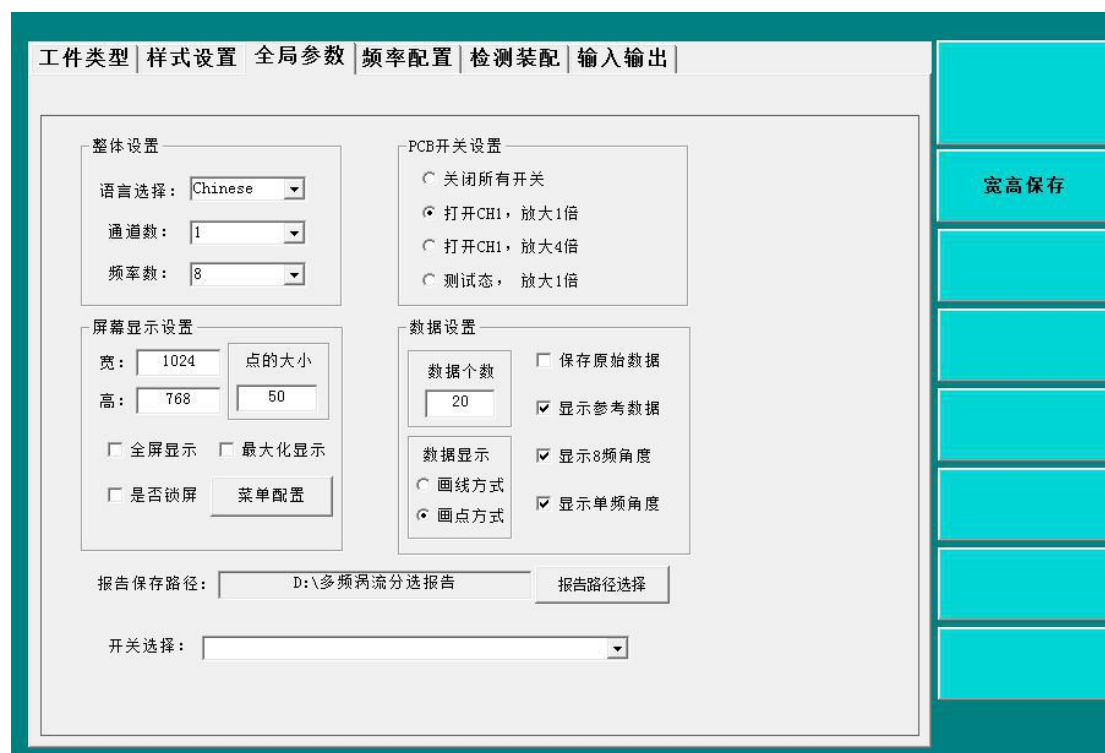 工件类型 样式设置 全局参数 频率配置 检测装配 输入输出
宽高保存
整体设置
语言选择： Chinese
通道数： 1
频率数： 8
PCB开关设置
关闭所有开关
打开CH1，放大1倍
打开CH1，放大4倍
测试态， 放大1倍
屏幕显示设置
宽： 1024
高： 768
点的大小
50
全屏显示 最大化显示
是否锁屏 菜单配置
数据设置
数据个数
20
数据显示
画线方式
画点方式
保存原始数据
显示参考数据
显示8频角度
显示单频角度
报告保存路径： D:\多频涡流分选报告 报告路径选择
开关选择：